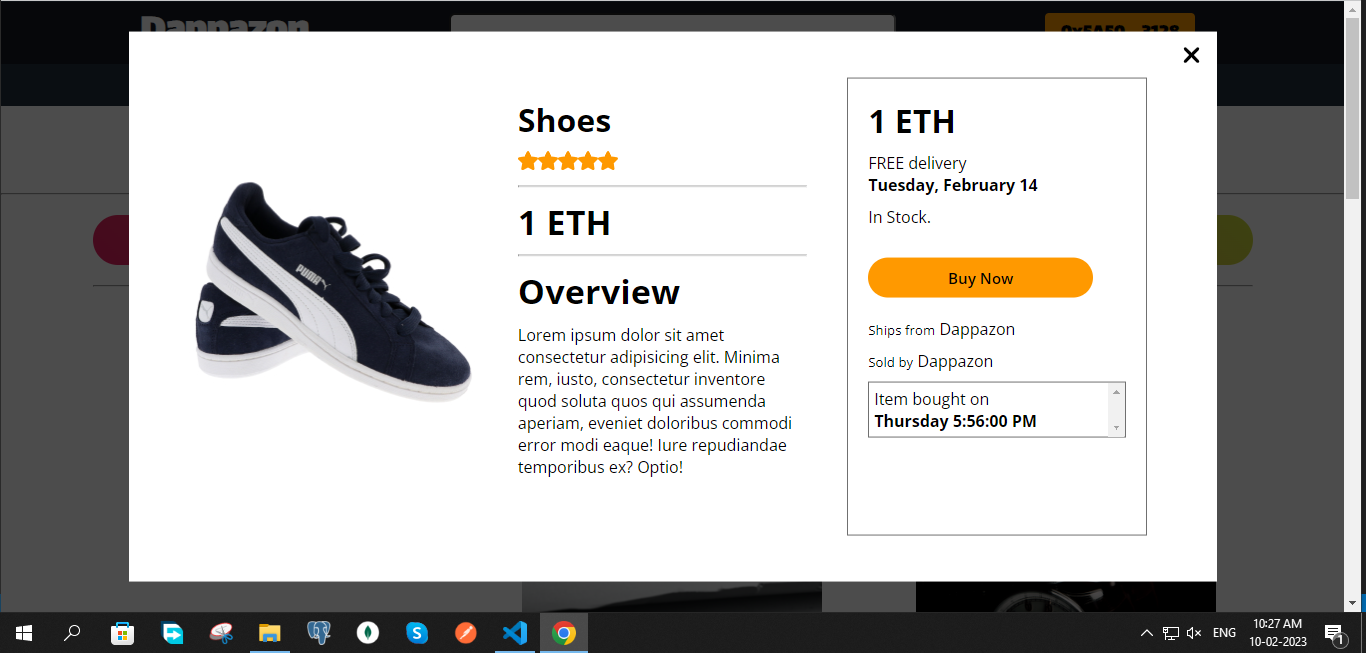 Dappazon
0x5A50...3128
Shoes
1 ETH
Overview
Lorem ipsum dolor sit amet
consectetur adipisicing elit. Minima
rem, iusto, consectetur inventore
quod soluta quos qui assumenda
aperiam, eveniet doloribus commodi
error modi eaque! Iure repudiandae
temporibus ex? Optio!
PUMA
1 ETH
FREE delivery
Tuesday, February 14
In Stock.
Buy Now
Ships from Dappazon
Sold by Dappazon
Item bought on
Thursday 5:56:00 PM
ENG
10:27 AM
10-02-2023
1